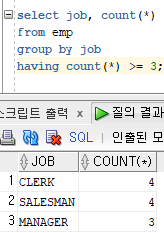 select job, count(*)
from emp
group by job
having count(*) >= 3;
스크립트 출력 x 질의 결과
SQL | 인출된 모
JOB COUNT(*)
1 CLERK 4
2 SALESMAN 4
3 MANAGER 3